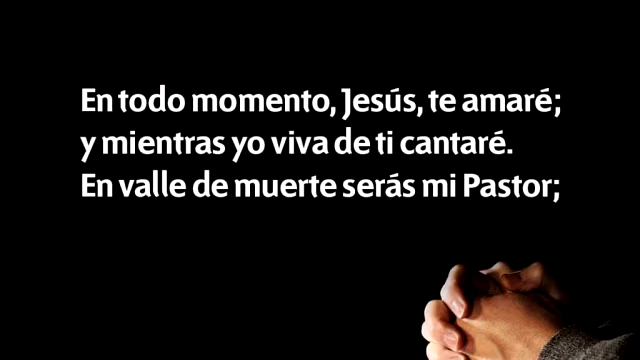 En todo momento, Jesús, te amaré;
y mientras yo viva de ti cantaré.
En valle de muerte serás mi Pastor;